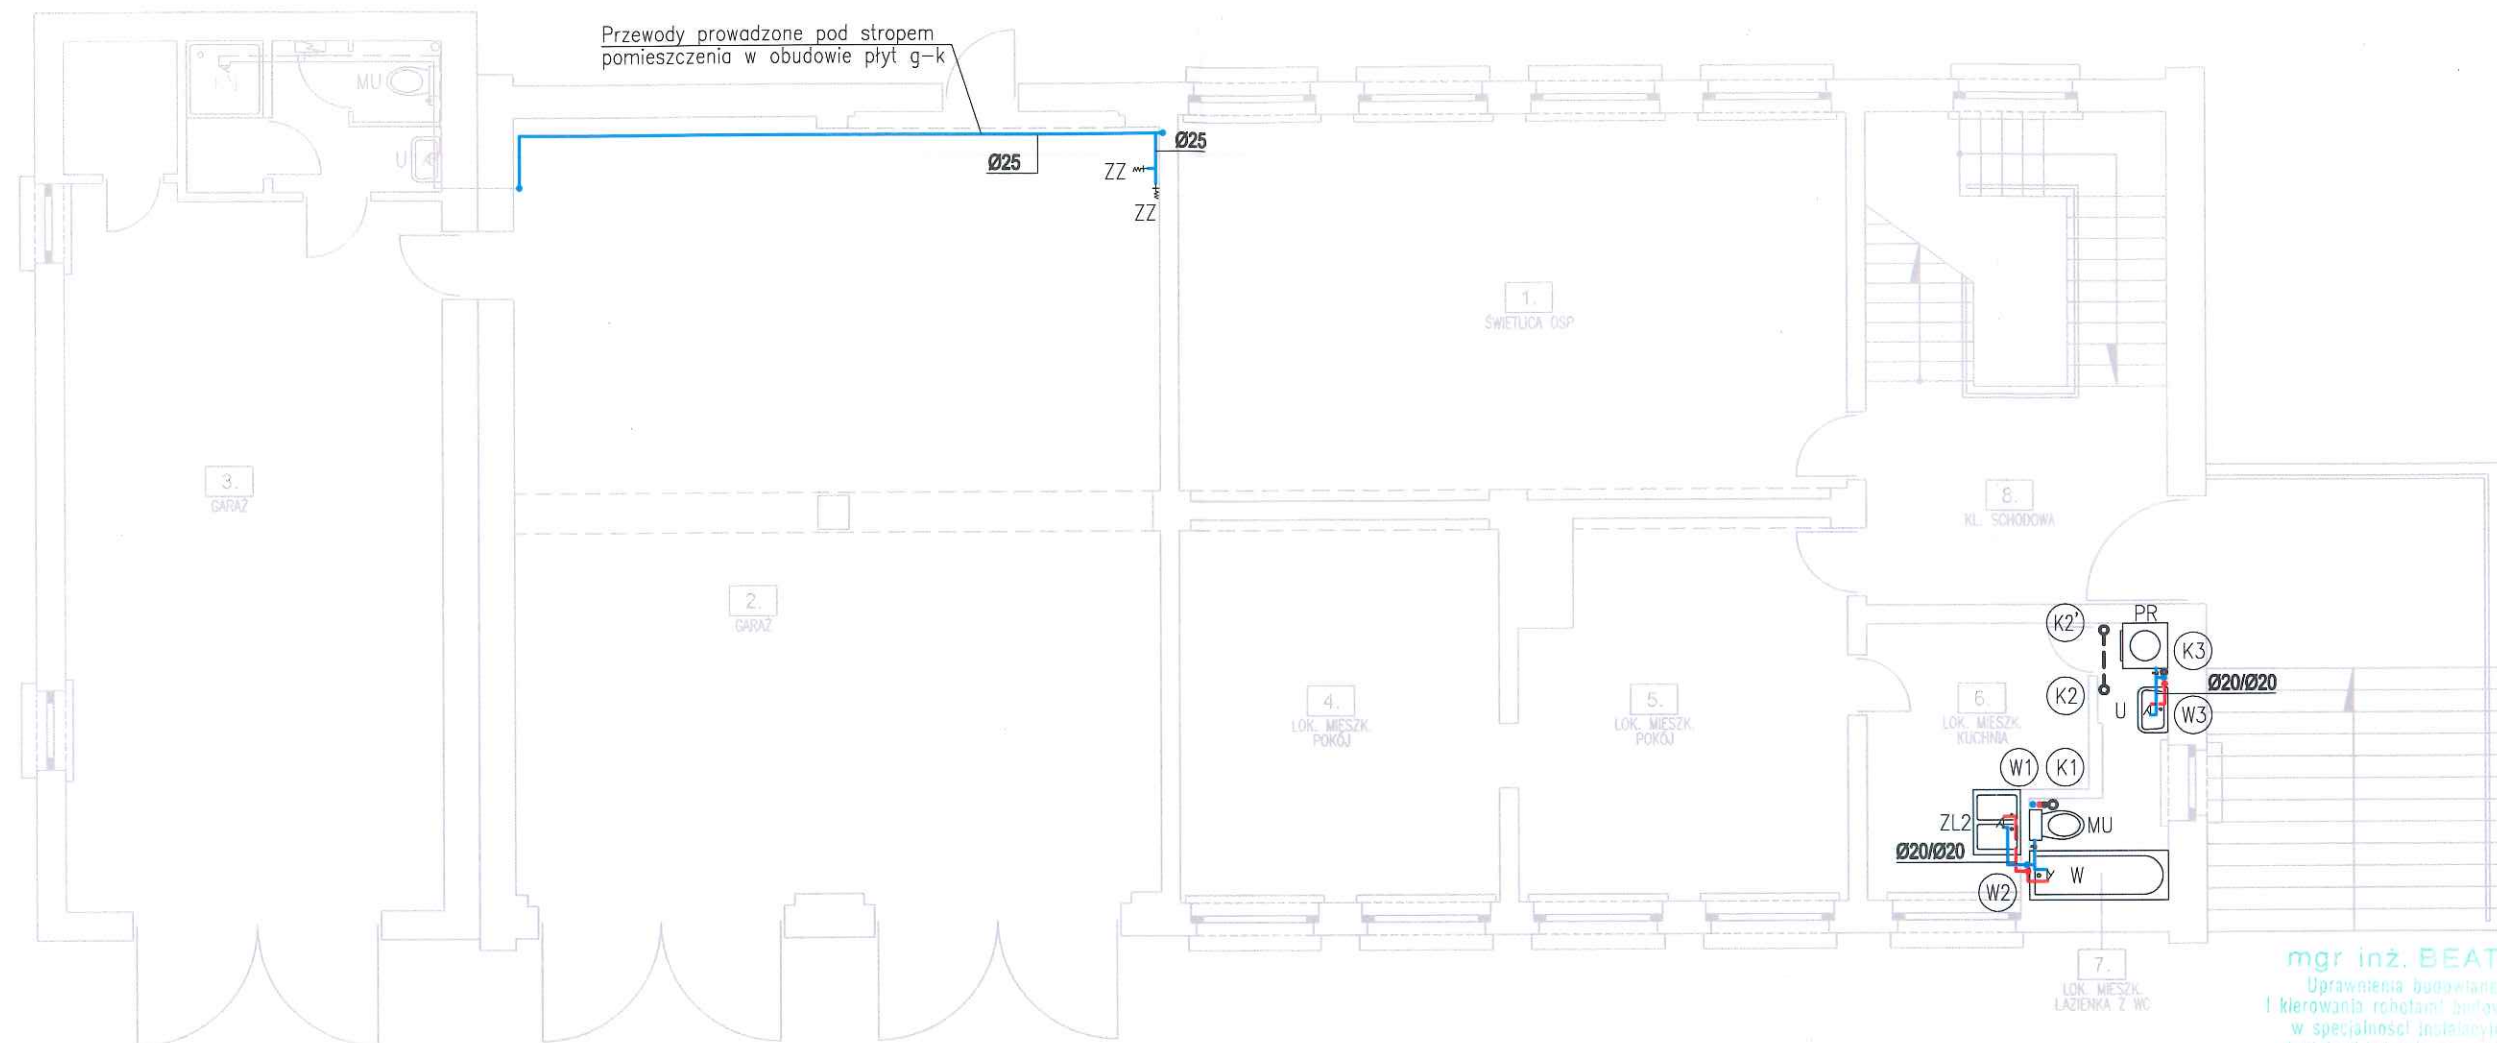 Przewody prowadzone pod stropem
pomieszczenia w obudowie płyt g-k
MU
U
Ø25
Ø25
ZZ
ZZ
1.
ŚWIETLICA OSP
3.
GARAŻ
8.
KL. SCHODOWA
2.
GARAŻ
K2'
PR
K3
K2
Ø20/Ø20
U
W3
4.
LOK. MIESZK.
POKÓJ
5.
LOK. MIESZK.
POKÓJ
6.
LOK. MIESZK.
KUCHNIA
W1
K1
ZL2
MU
Ø20/Ø20
W
W2
7.
LOK. MIESZK.
ŁAZIENKA Z WC
mgr inż. BEAT
Uprawnienia budowlane
i kierowania robotami
w specjalności